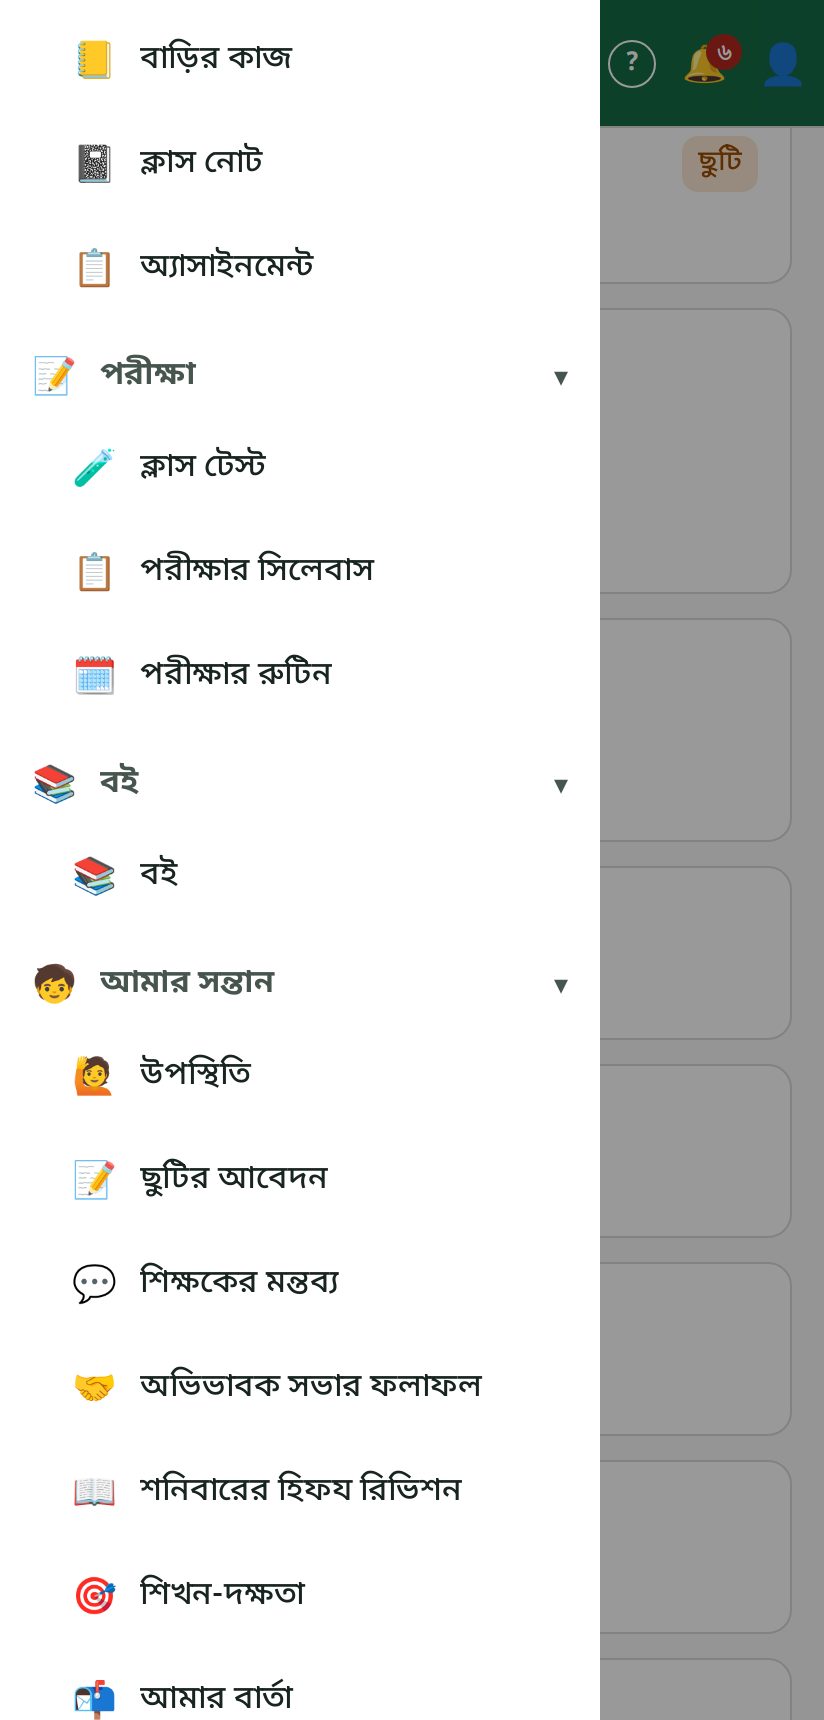 বাড়ির কাজ
?
৬
ক্লাস নোট
ছুটি
অ্যাসাইনমেন্ট
পরীক্ষা
ক্লাস টেস্ট
পরীক্ষার সিলেবাস
পরীক্ষার রুটিন
বই
বই
আমার সন্তান
উপস্থিতি
ছুটির আবেদন
শিক্ষকের মন্তব্য
অভিভাবক সভার ফলাফল
শনিবারের হিফয রিভিশন
শিখন-দক্ষতা
আমার বার্তা